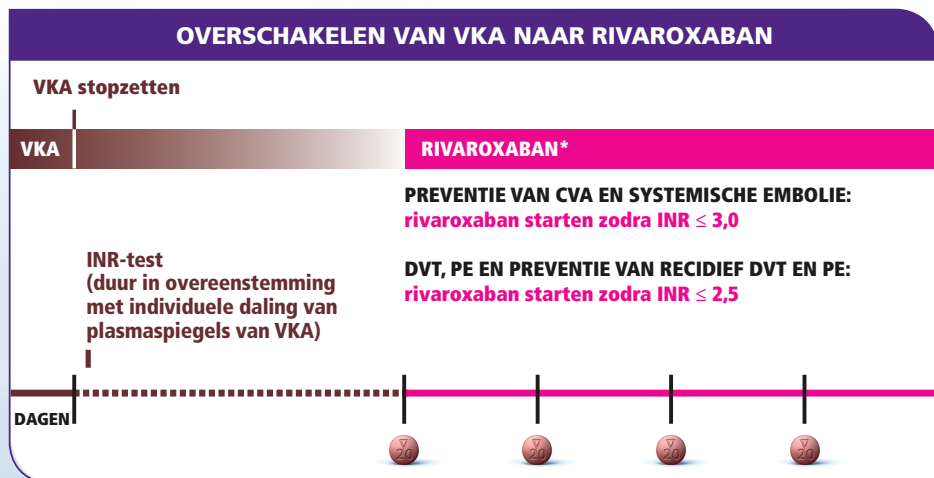 OVERSCHAKELEN VAN VKA NAAR RIVAROXABAN
VKA stopzetten
VKA
RIVAROXABAN*
PREVENTIE VAN CVA EN SYSTEMISCHE EMBOLIE:
rivaroxaban starten zodra INR ≤ 3,0
INR-test
(duur in overeenstemming
met individuele daling van
plasmaspiegels van VKA)
DVT, PE EN PREVENTIE VAN RECIDIEF DVT EN PE:
rivaroxaban starten zodra INR ≤ 2,5
DAGEN
20
20
20
20